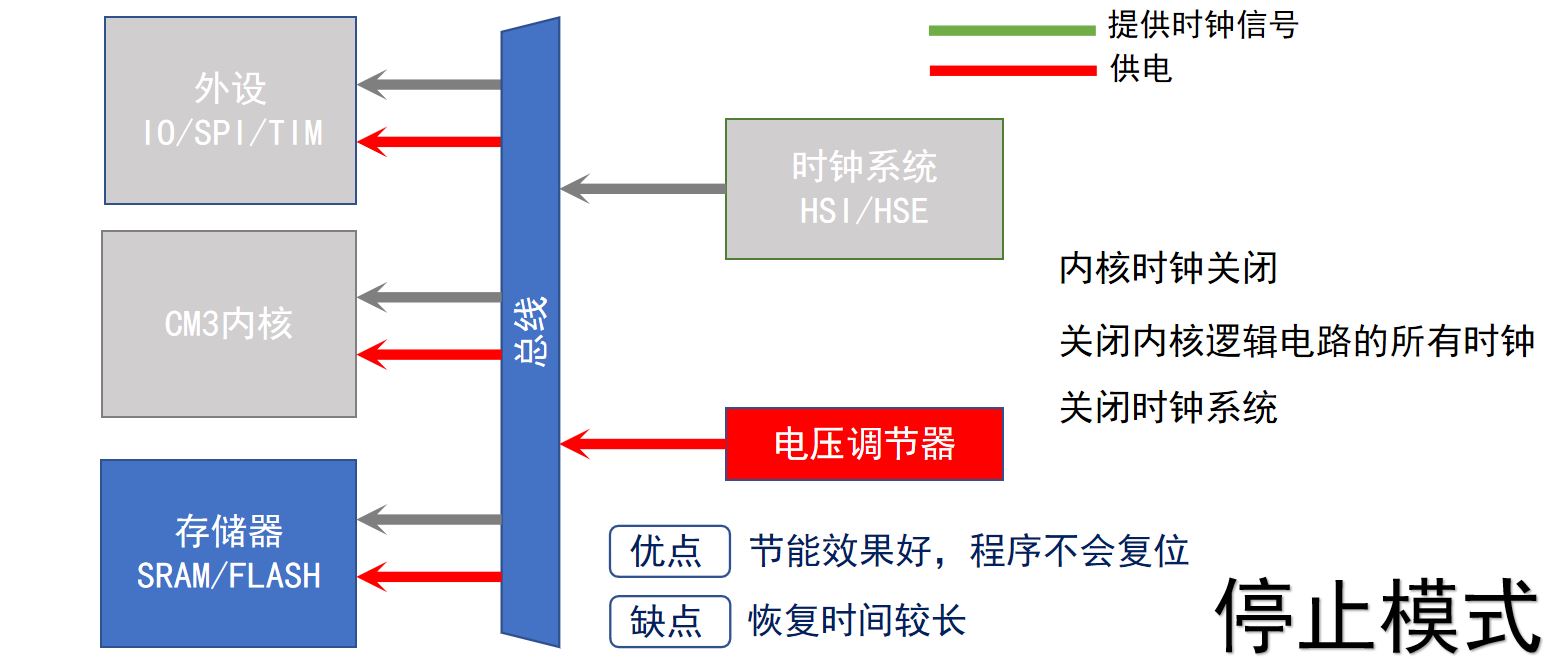 提供时钟信号
供电
外设
IO/SPI/TIM
时钟系统
HSI/HSE
CM3内核
总线
内核时钟关闭
关闭内核逻辑电路的所有时钟
关闭时钟系统
电压调节器
存储器
SRAM/FLASH
优点 节能效果好，程序不会复位
缺点 恢复时间较长
停止模式